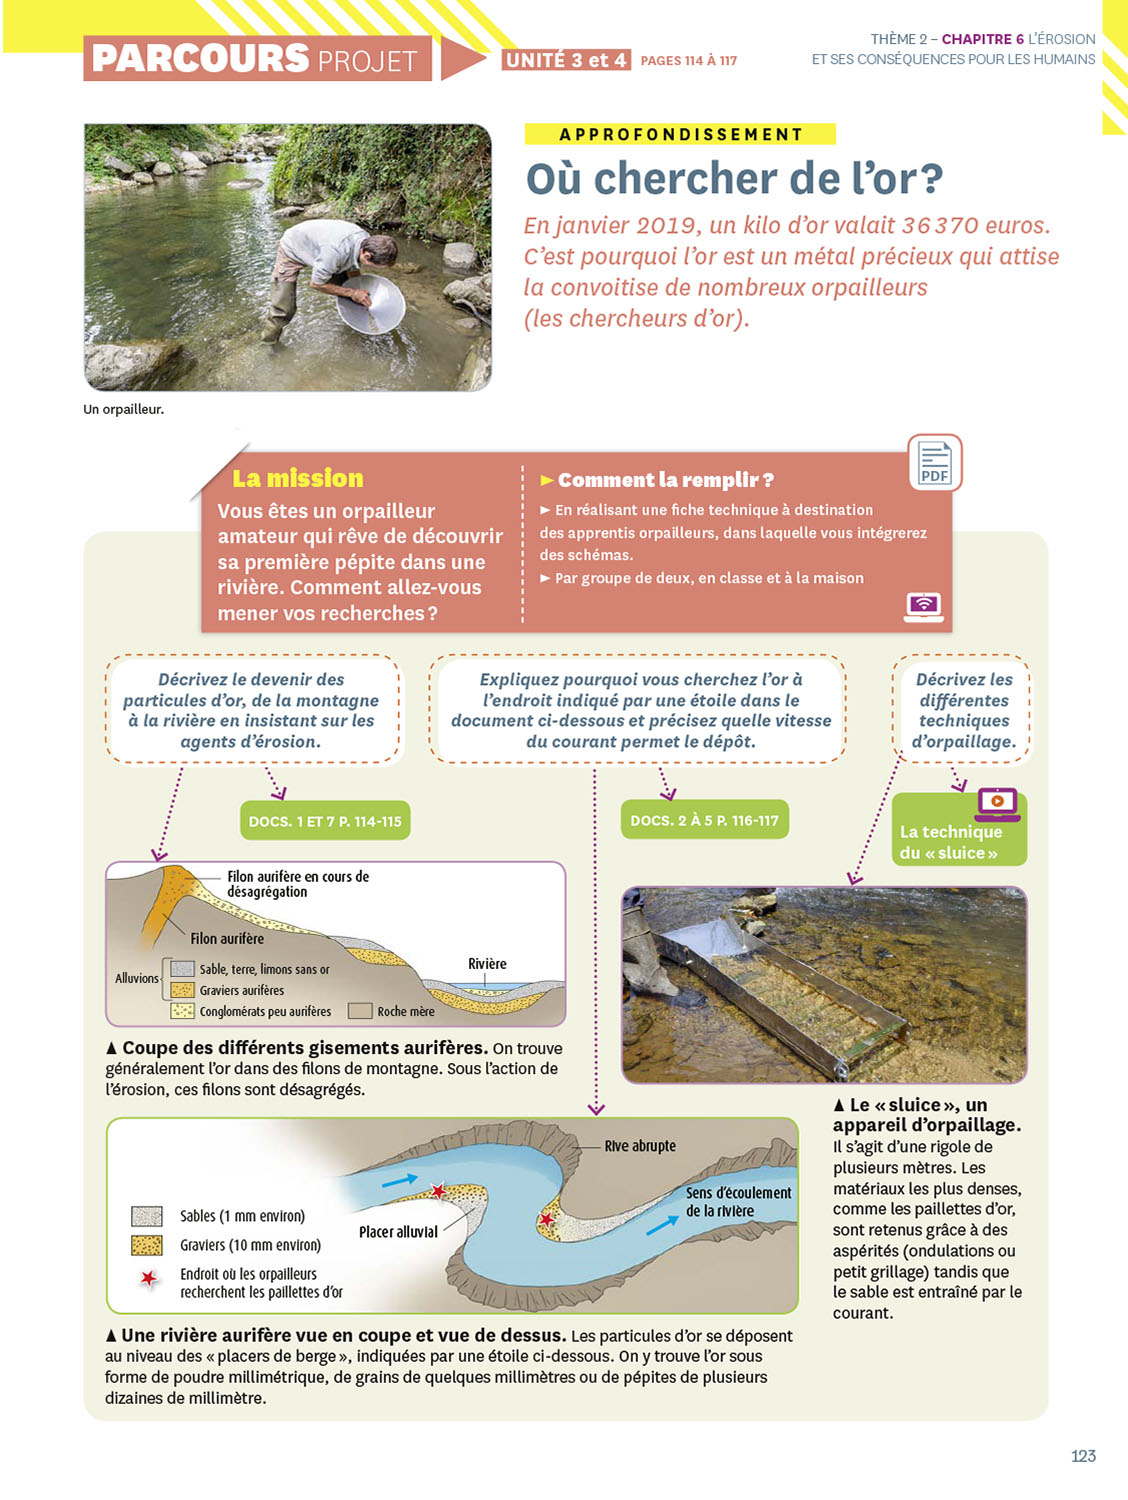 PARCOURS PROJET
UNITÉ 3 et 4 PAGES 114 À 117
THÈME 2 – CHAPITRE 6 L'ÉROSION
ET SES CONSÉQUENCES POUR LES HUMAINS
APPROFONDISSEMENT
Où chercher de l'or ?
En janvier 2019, un kilo d'or valait 36 370 euros.
C'est pourquoi l'or est un métal précieux qui attise
la convoitise de nombreux orpailleurs
(les chercheurs d'or).
Un orpailleur.
La mission
Vous êtes un orpailleur
amateur qui rêve de découvrir
sa première pépite dans une
rivière. Comment allez-vous
mener vos recherches ?
► Comment la remplir ?
► En réalisant une fiche technique à destination
des apprentis orpailleurs, dans laquelle vous intégrerez
des schémas.
► Par groupe de deux, en classe et à la maison
PDF
Décrivez le devenir des
particules d'or, de la montagne
à la rivière en insistant sur les
agents d'érosion.
Expliquez pourquoi vous cherchez l'or à
l'endroit indiqué par une étoile dans le
document ci-dessous et précisez quelle vitesse
du courant permet le dépôt.
Décrivez les
différentes
techniques
d'orpaillage.
DOCS. 1 ET 7 P. 114-115
DOCS. 2 À 5 P. 116-117
La technique
du « sluice »
Filon aurifère en cours de
désagrégation
Filon aurifère
Rivière
Alluvions
Sable, terre, limons sans or
Graviers aurifères
Conglomérats peu aurifères
Roche mère
▲ Coupe des différents gisements aurifères. On trouve
généralement l'or dans des filons de montagne. Sous l'action de
l'érosion, ces filons sont désagrégés.
Rive abrupte
Sens d'écoulement
de la rivière
Placer alluvial
Sables (1 mm environ)
Graviers (10 mm environ)
Endroit où les orpailleurs
recherchent les paillettes d'or
▲ Une rivière aurifère vue en coupe et vue de dessus. Les particules d'or se déposent
au niveau des « placers de berge », indiquées par une étoile ci-dessous. On y trouve l'or sous
forme de poudre millimétrique, de grains de quelques millimètres ou de pépites de plusieurs
dizaines de millimètre.
▲ Le « sluice », un
appareil d'orpaillage.
Il s'agit d'une rigole de
plusieurs mètres. Les
matériaux les plus denses,
comme les paillettes d'or,
sont retenus grâce à des
aspérités (ondulations ou
petit grillage) tandis que
le sable est entraîné par le
courant.
123